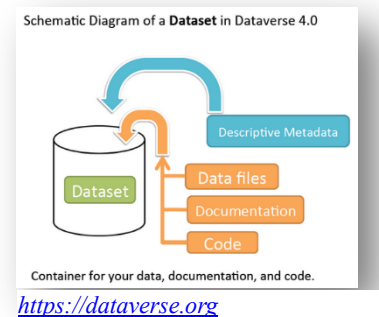 Schematic Diagram of a Dataset in Dataverse 4.0
Descriptive Metadata
Dataset
Data files
Documentation
Code
Container for your data, documentation, and code.
https://dataverse.org